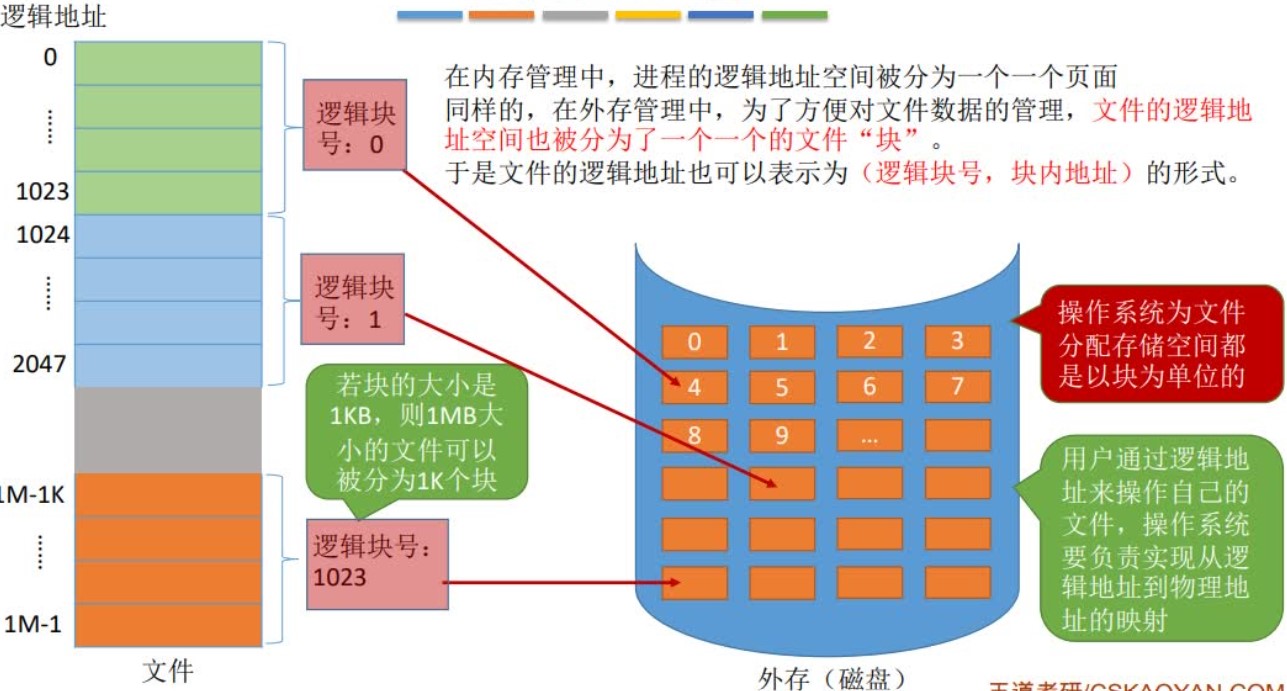 逻辑地址
0
……
1023
1024
……
2047
1M-1K
……
1M-1
文件
逻辑块
号：0
逻辑块
号：1
若块的大小是
1KB，则1MB大
小的文件可以
被分为1K个块
逻辑块号：
1023
在内存管理中，进程的逻辑地址空间被分为一个一个页面
同样的，在外存管理中，为了方便对文件数据的管理，文件的逻辑地
址空间也被分为了一个一个的文件“块”。
于是文件的逻辑地址也可以表示为（逻辑块号，块内地址）的形式。
0 1 2 3
4 5 6 7
8 9 …
外存（磁盘）
操作系统为文件
分配存储空间都
是以块为单位的
用户通过逻辑地
址来操作自己的
文件，操作系统
要负责实现从逻
辑地址到物理地
址的映射
王道考研/CSKAOYAN.COM